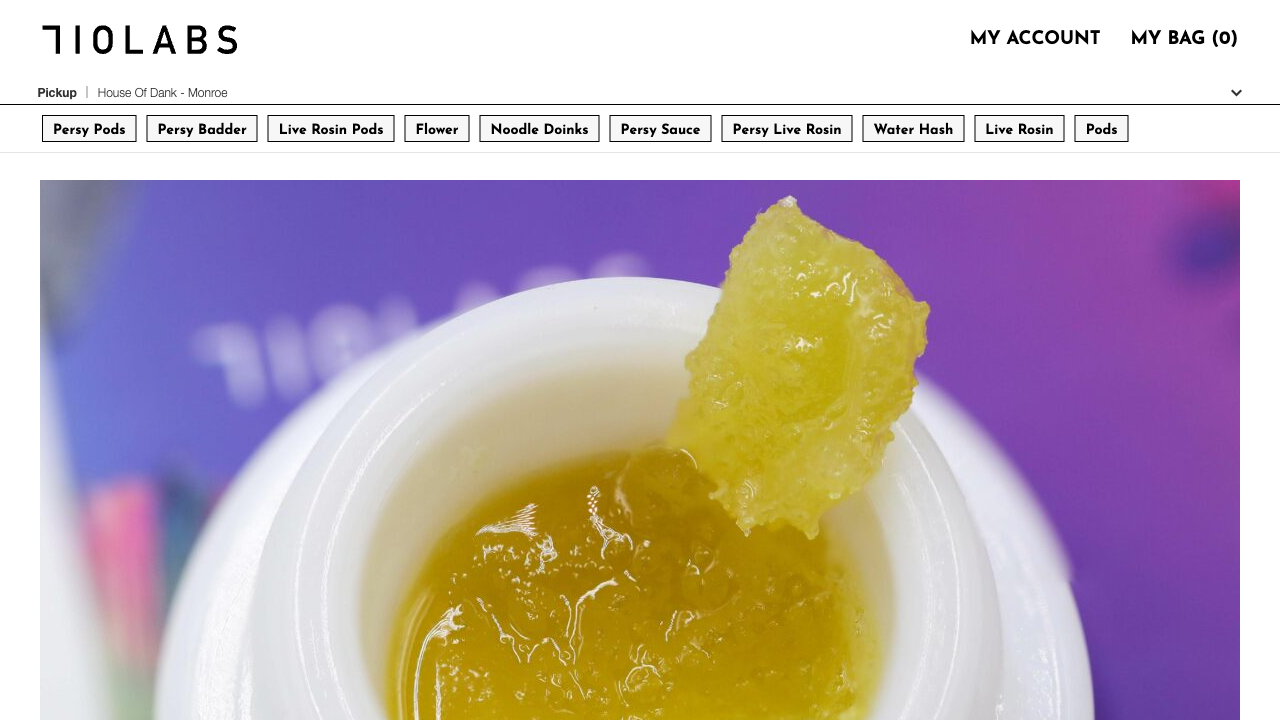 710LABS
MY ACCOUNT
MY BAG (0)
Pickup | House Of Dank - Monroe
Persy Pods
Persy Badder
Live Rosin Pods
Flower
Noodle Doinks
Persy Sauce
Persy Live Rosin
Water Hash
Live Rosin
Pods